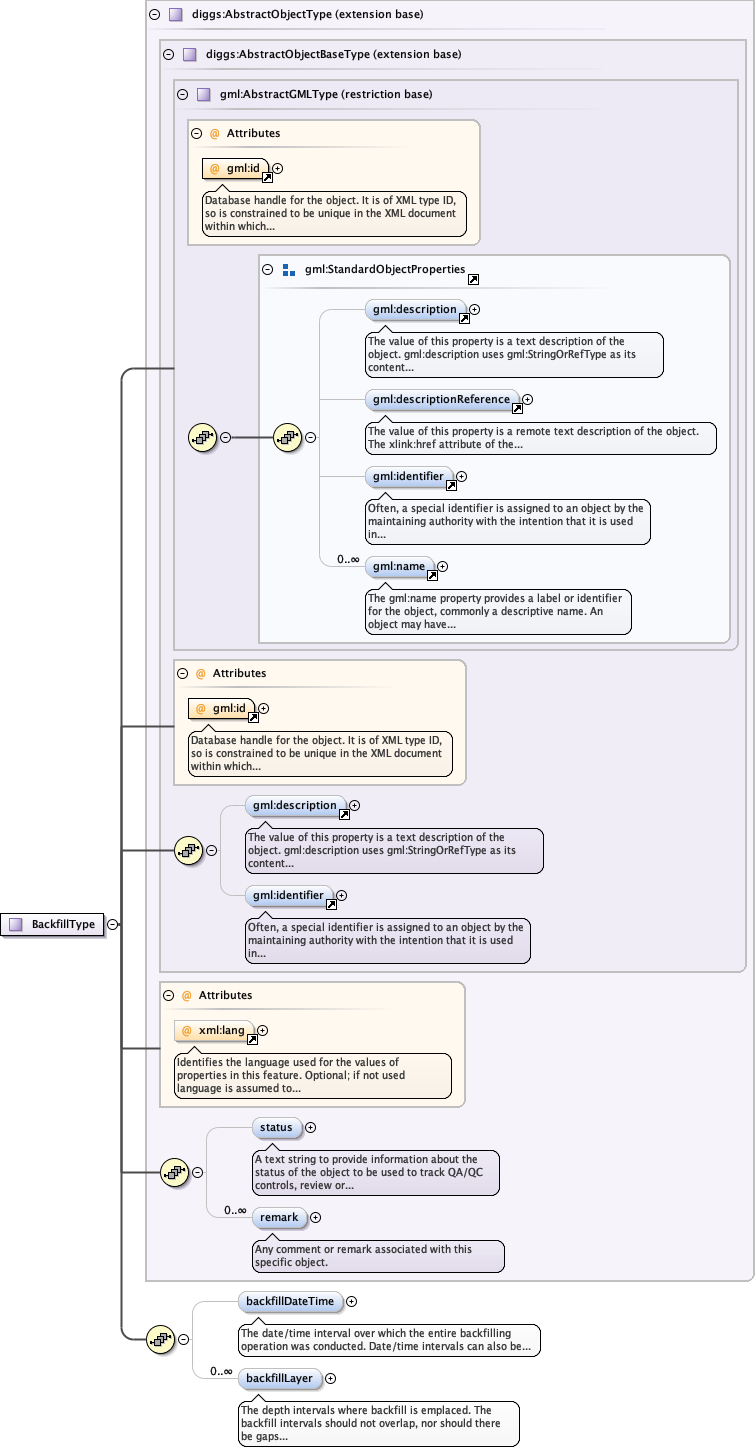 diggs:AbstractObjectType (extension base)
diggs:AbstractObjectBaseType (extension base)
gml:AbstractGMLType (restriction base)
@ Attributes
@ gml:id
Database handle for the object. It is of XML type ID,
so is constrained to be unique in the XML document
within which...
gml:StandardObjectProperties
gml:description
The value of this property is a text description of the
object. gml:description uses gml:StringOrRefType as its
content...
gml:descriptionReference
The value of this property is a remote text description of the object.
The xlink:href attribute of the...
gml:identifier
Often, a special identifier is assigned to an object by the
maintaining authority with the intention that it is used
in...
0..∞
gml:name
The gml:name property provides a label or identifier
for the object, commonly a descriptive name. An
object may have...
@ Attributes
@ gml:id
Database handle for the object. It is of XML type ID,
so is constrained to be unique in the XML document
within which...
gml:description
The value of this property is a text description of the
object. gml:description uses gml:StringOrRefType as its
content...
gml:identifier
Often, a special identifier is assigned to an object by the
maintaining authority with the intention that it is used
in...
BackfillType
@ Attributes
@ xml:lang
Identifies the language used for the values of
properties in this feature. Optional; if not used
language is assumed to...
status
A text string to provide information about the
status of the object to be used to track QA/QC
controls, review or...
0..∞
remark
Any comment or remark associated with this
specific object.
backfillDateTime
The date/time interval over which the entire backfilling
operation was conducted. Date/time intervals can also be...
0..∞
backfillLayer
The depth intervals where backfill is emplaced. The
backfill intervals should not overlap, nor should there
be gaps...